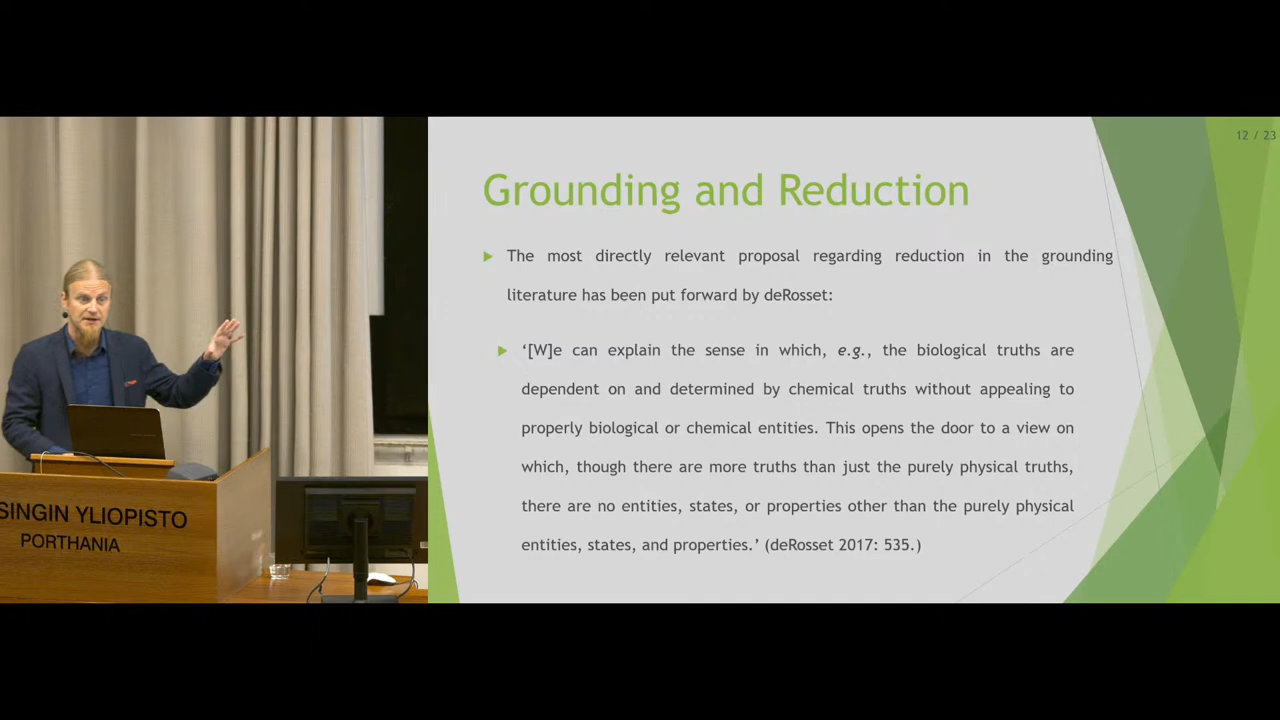 12 / 23
Grounding and Reduction
The most directly relevant proposal regarding reduction in the grounding
literature has been put forward by deRosset:
‘[W]e can explain the sense in which, e.g., the biological truths are
dependent on and determined by chemical truths without appealing to
properly biological or chemical entities. This opens the door to a view on
which, though there are more truths than just the purely physical truths,
there are no entities, states, or properties other than the purely physical
entities, states, and properties.’ (deRosset 2017: 535.)
SINGIN YLIOPISTO
PORTHANIA